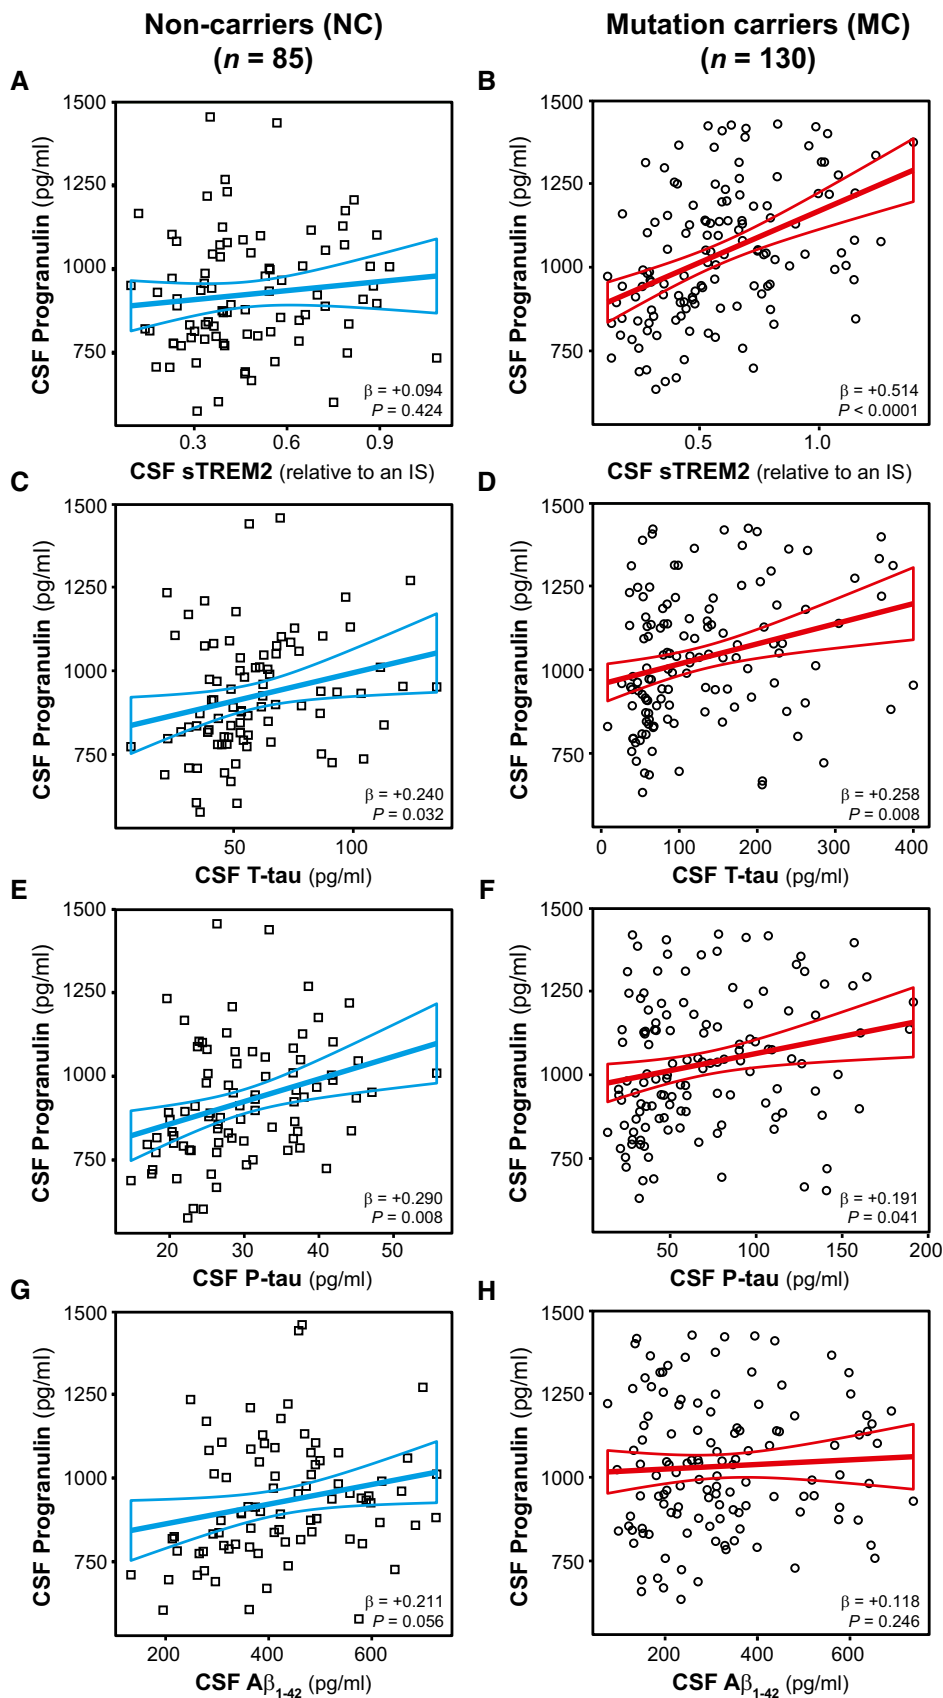 Non-carriers (NC)
(n = 85)
Mutation carriers (MC)
(n = 130)
A
CSF Progranulin (pg/ml)
1500
1250
1000
750
β = +0.094
P = 0.424
0.3 0.6 0.9
CSF sTREM2 (relative to an IS)
B
CSF Progranulin (pg/ml)
1500
1250
1000
750
β = +0.514
P < 0.0001
0.5 1.0
CSF sTREM2 (relative to an IS)
C
CSF Progranulin (pg/ml)
1500
1250
1000
750
β = +0.240
P = 0.032
50 100
CSF T-tau (pg/ml)
D
CSF Progranulin (pg/ml)
1500
1250
1000
750
β = +0.258
P = 0.008
0 100 200 300 400
CSF T-tau (pg/ml)
E
CSF Progranulin (pg/ml)
1500
1250
1000
750
β = +0.290
P = 0.008
20 30 40 50
CSF P-tau (pg/ml)
F
CSF Progranulin (pg/ml)
1500
1250
1000
750
β = +0.191
P = 0.041
50 100 150 200
CSF P-tau (pg/ml)
G
CSF Progranulin (pg/ml)
1500
1250
1000
750
β = +0.211
P = 0.056
200 400 600
CSF Aβ1-42 (pg/ml)
H
CSF Progranulin (pg/ml)
1500
1250
1000
750
β = +0.118
P = 0.246
200 400 600
CSF Aβ1-42 (pg/ml)